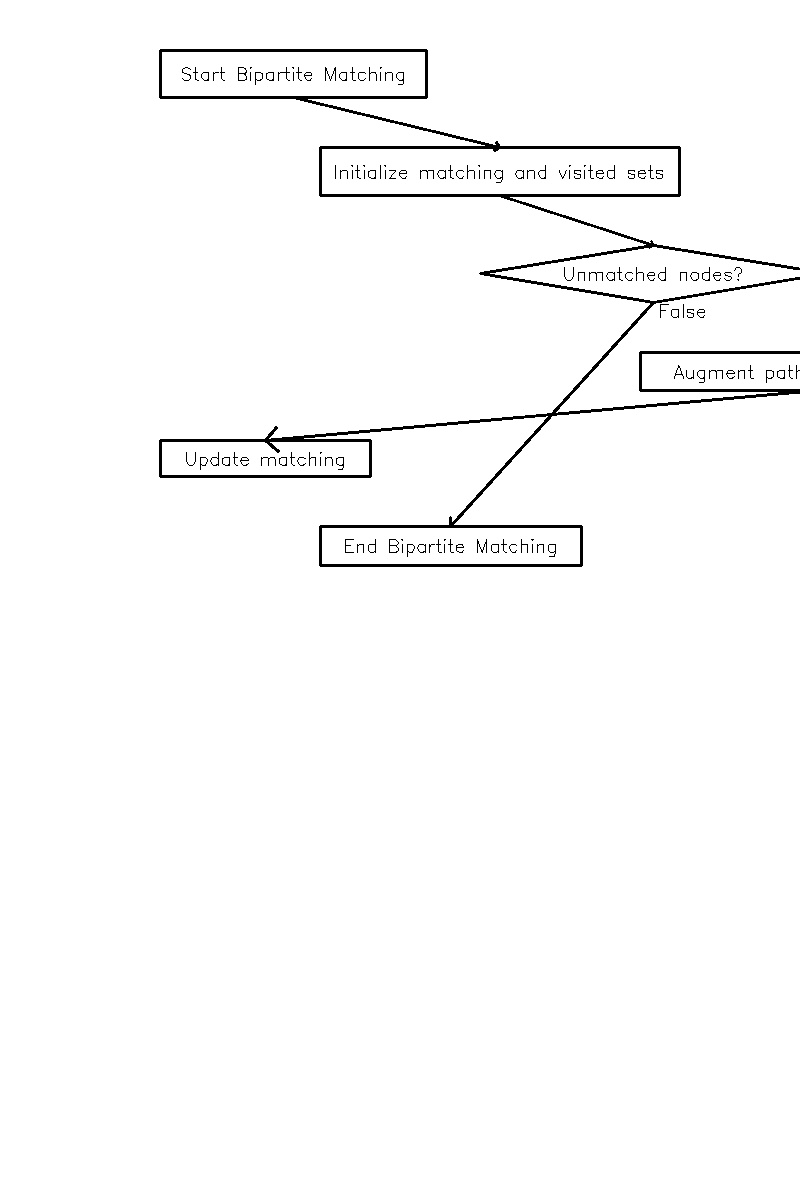 Start Bipartite Matching
Initialize matching and visited sets
Unmatched nodes?
False
Augment path
Update matching
End Bipartite Matching